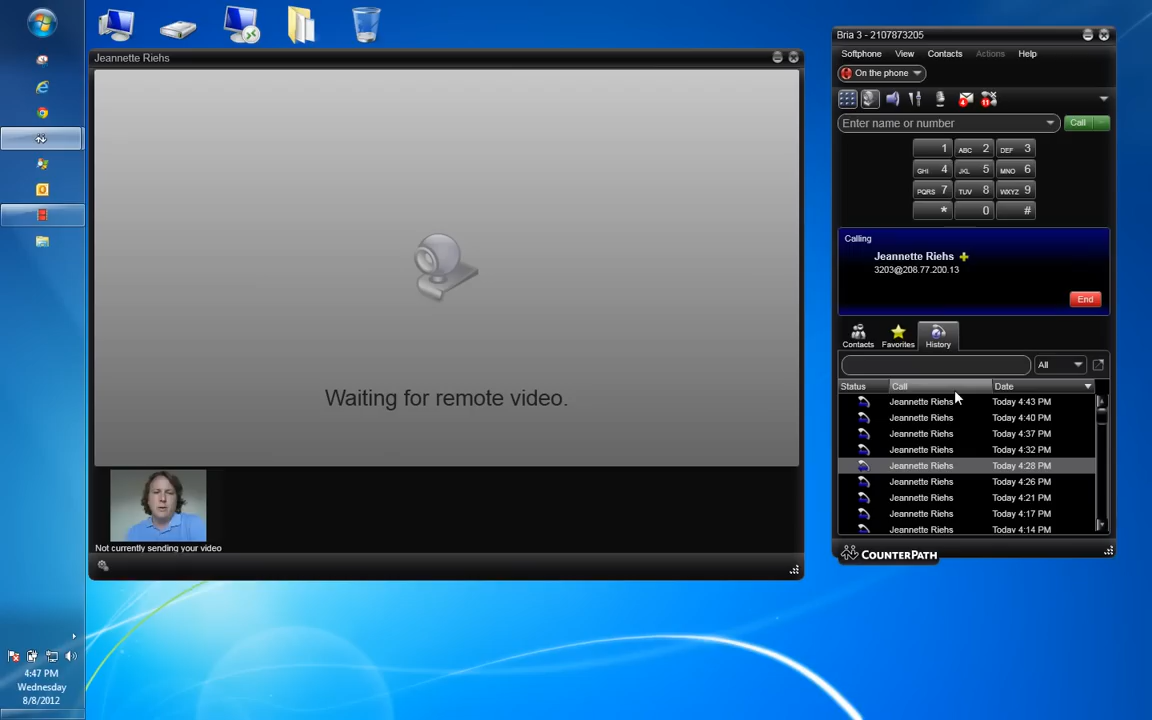 Jeannette Riehs
Waiting for remote video.
Not currently sending your video
Bria 3 - 2107873205
Softphone View Contacts Actions Help
On the phone
4 11
Enter name or number Call
1 ABC 2 DEF 3
GHI 4 JKL 5 MNO 6
PQRS 7 TUV 8 WXYZ 9
* 0 #
Calling
Jeannette Riehs
3203@208.77.200.13
End
Contacts Favorites History
All
Status Call Date
Jeannette Riehs Today 4:43 PM
Jeannette Riehs Today 4:40 PM
Jeannette Riehs Today 4:37 PM
Jeannette Riehs Today 4:32 PM
Jeannette Riehs Today 4:28 PM
Jeannette Riehs Today 4:26 PM
Jeannette Riehs Today 4:21 PM
Jeannette Riehs Today 4:17 PM
Jeannette Riehs Today 4:14 PM
COUNTERPATH
4:47 PM
Wednesday
8/8/2012